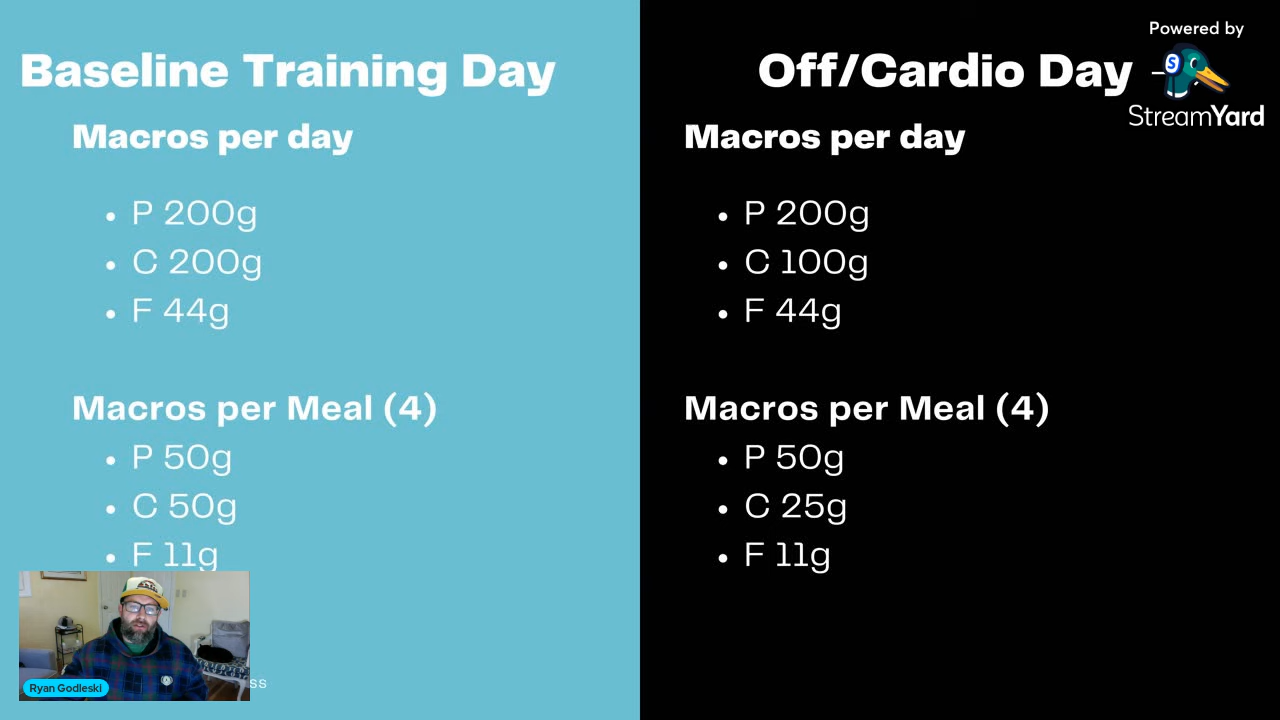 Baseline Training Day
Macros per day
P 200g
C 200g
F 44g
Macros per Meal (4)
P 50g
C 50g
F 11g
Ryan Godleski
ss
Off/Cardio Day -
Macros per day
P 200g
C 100g
F 44g
Macros per Meal (4)
P 50g
C 25g
F 11g
Powered by
S
StreamYard